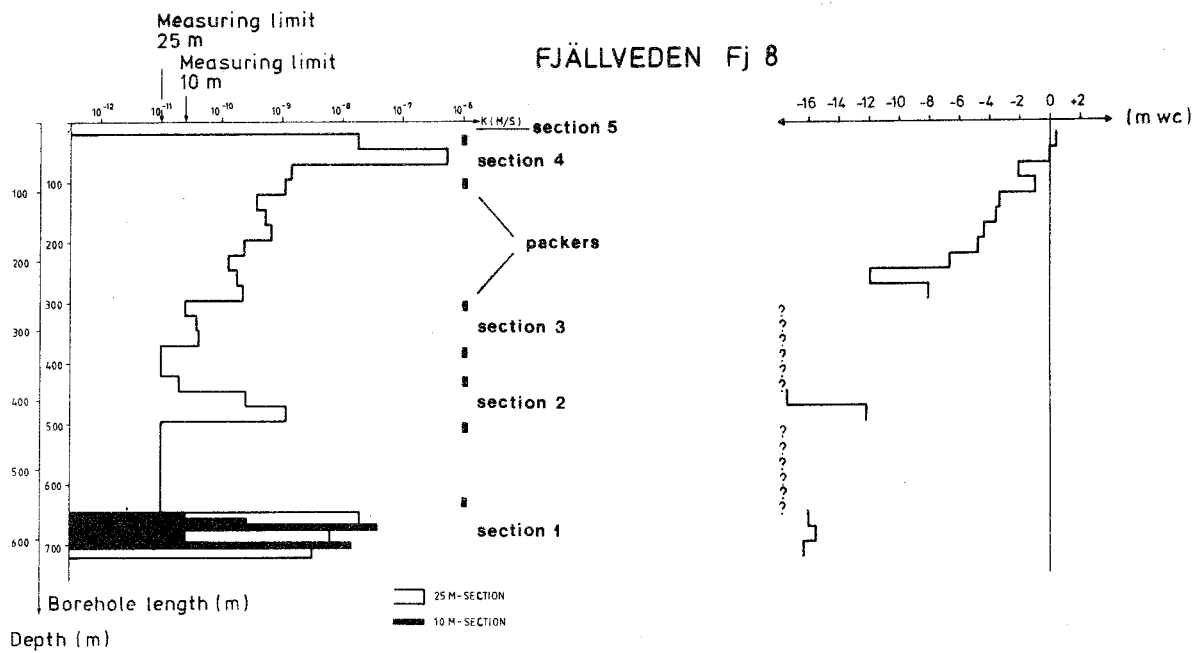 Measuring limit
25 m
Measuring limit
10 m
FJÄLLVEDEN Fj 8
10⁻¹² 10⁻¹¹ 10⁻¹⁰ 10⁻⁹ 10⁻⁸ 10⁻⁷ 10⁻⁶
K (M/S)
-16 -14 -12 -10 -8 -6 -4 -2 0 +2
(m wc)
section 5
section 4
100 100
packers
200
200
300
section 3
300
? ? ? ? ? ?
400
section 2
400
500
? ? ? ? ? ?
500
600
section 1
600
700
Borehole length (m)
25 M-SECTION
10 M-SECTION
Depth (m)